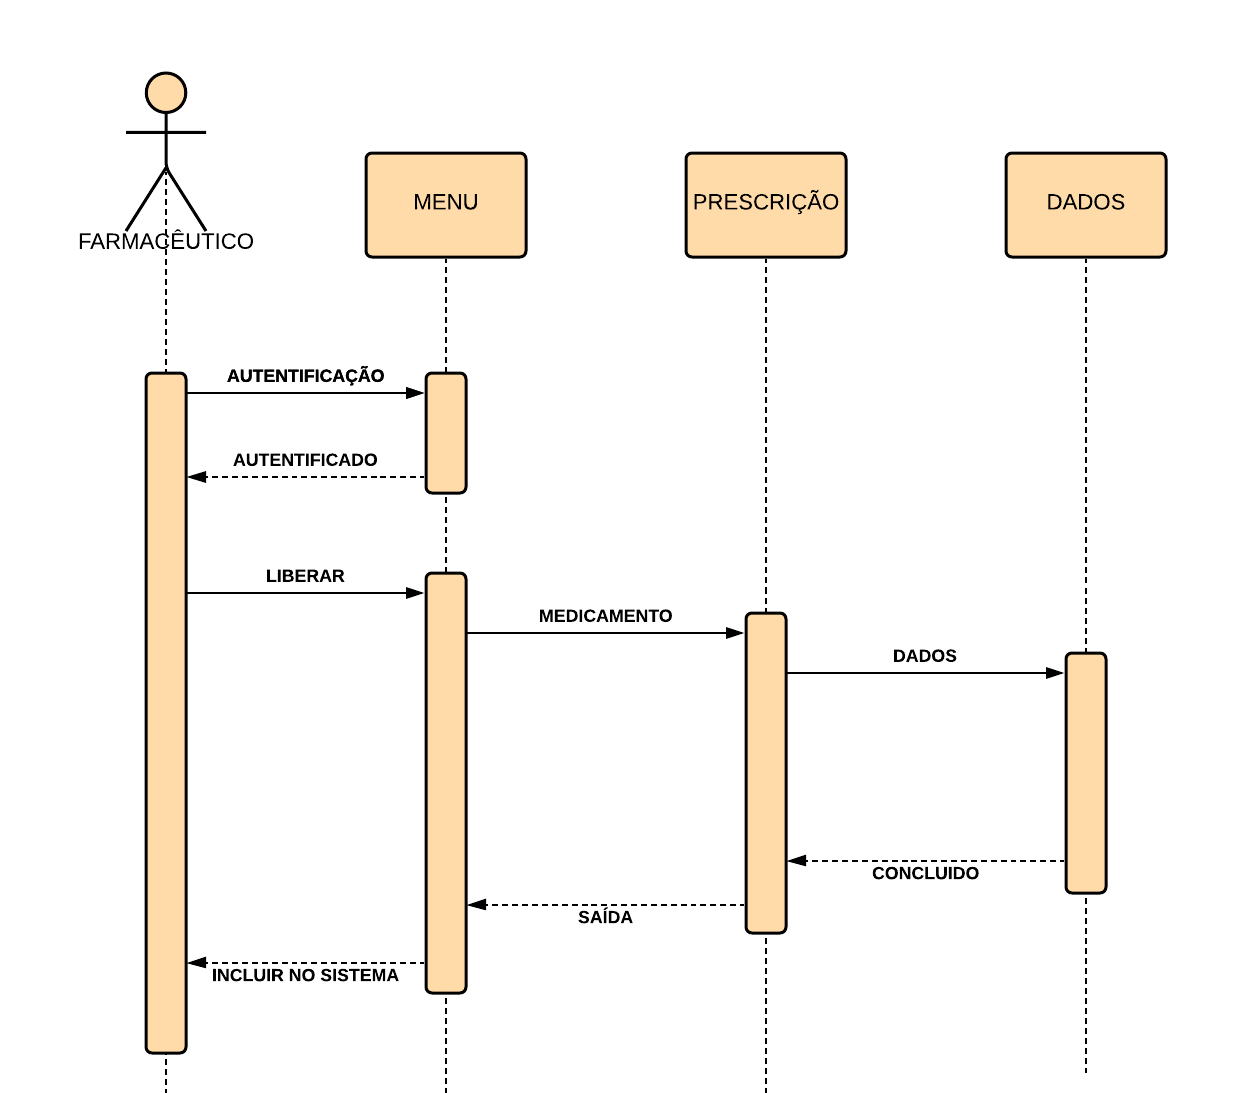 FARMACÊUTICO
MENU
PRESCRIÇÃO
DADOS
AUTENTIFICAÇÃO
AUTENTIFICADO
LIBERAR
MEDICAMENTO
DADOS
CONCLUIDO
SAÍDA
INCLUIR NO SISTEMA